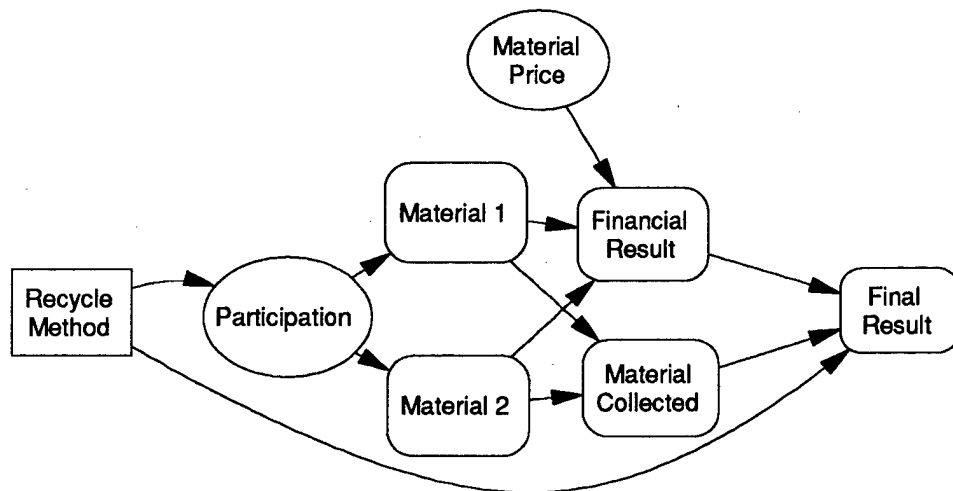 Material
Price
Material 1
Financial
Result
Recycle
Method
Participation
Final
Result
Material 2
Material
Collected